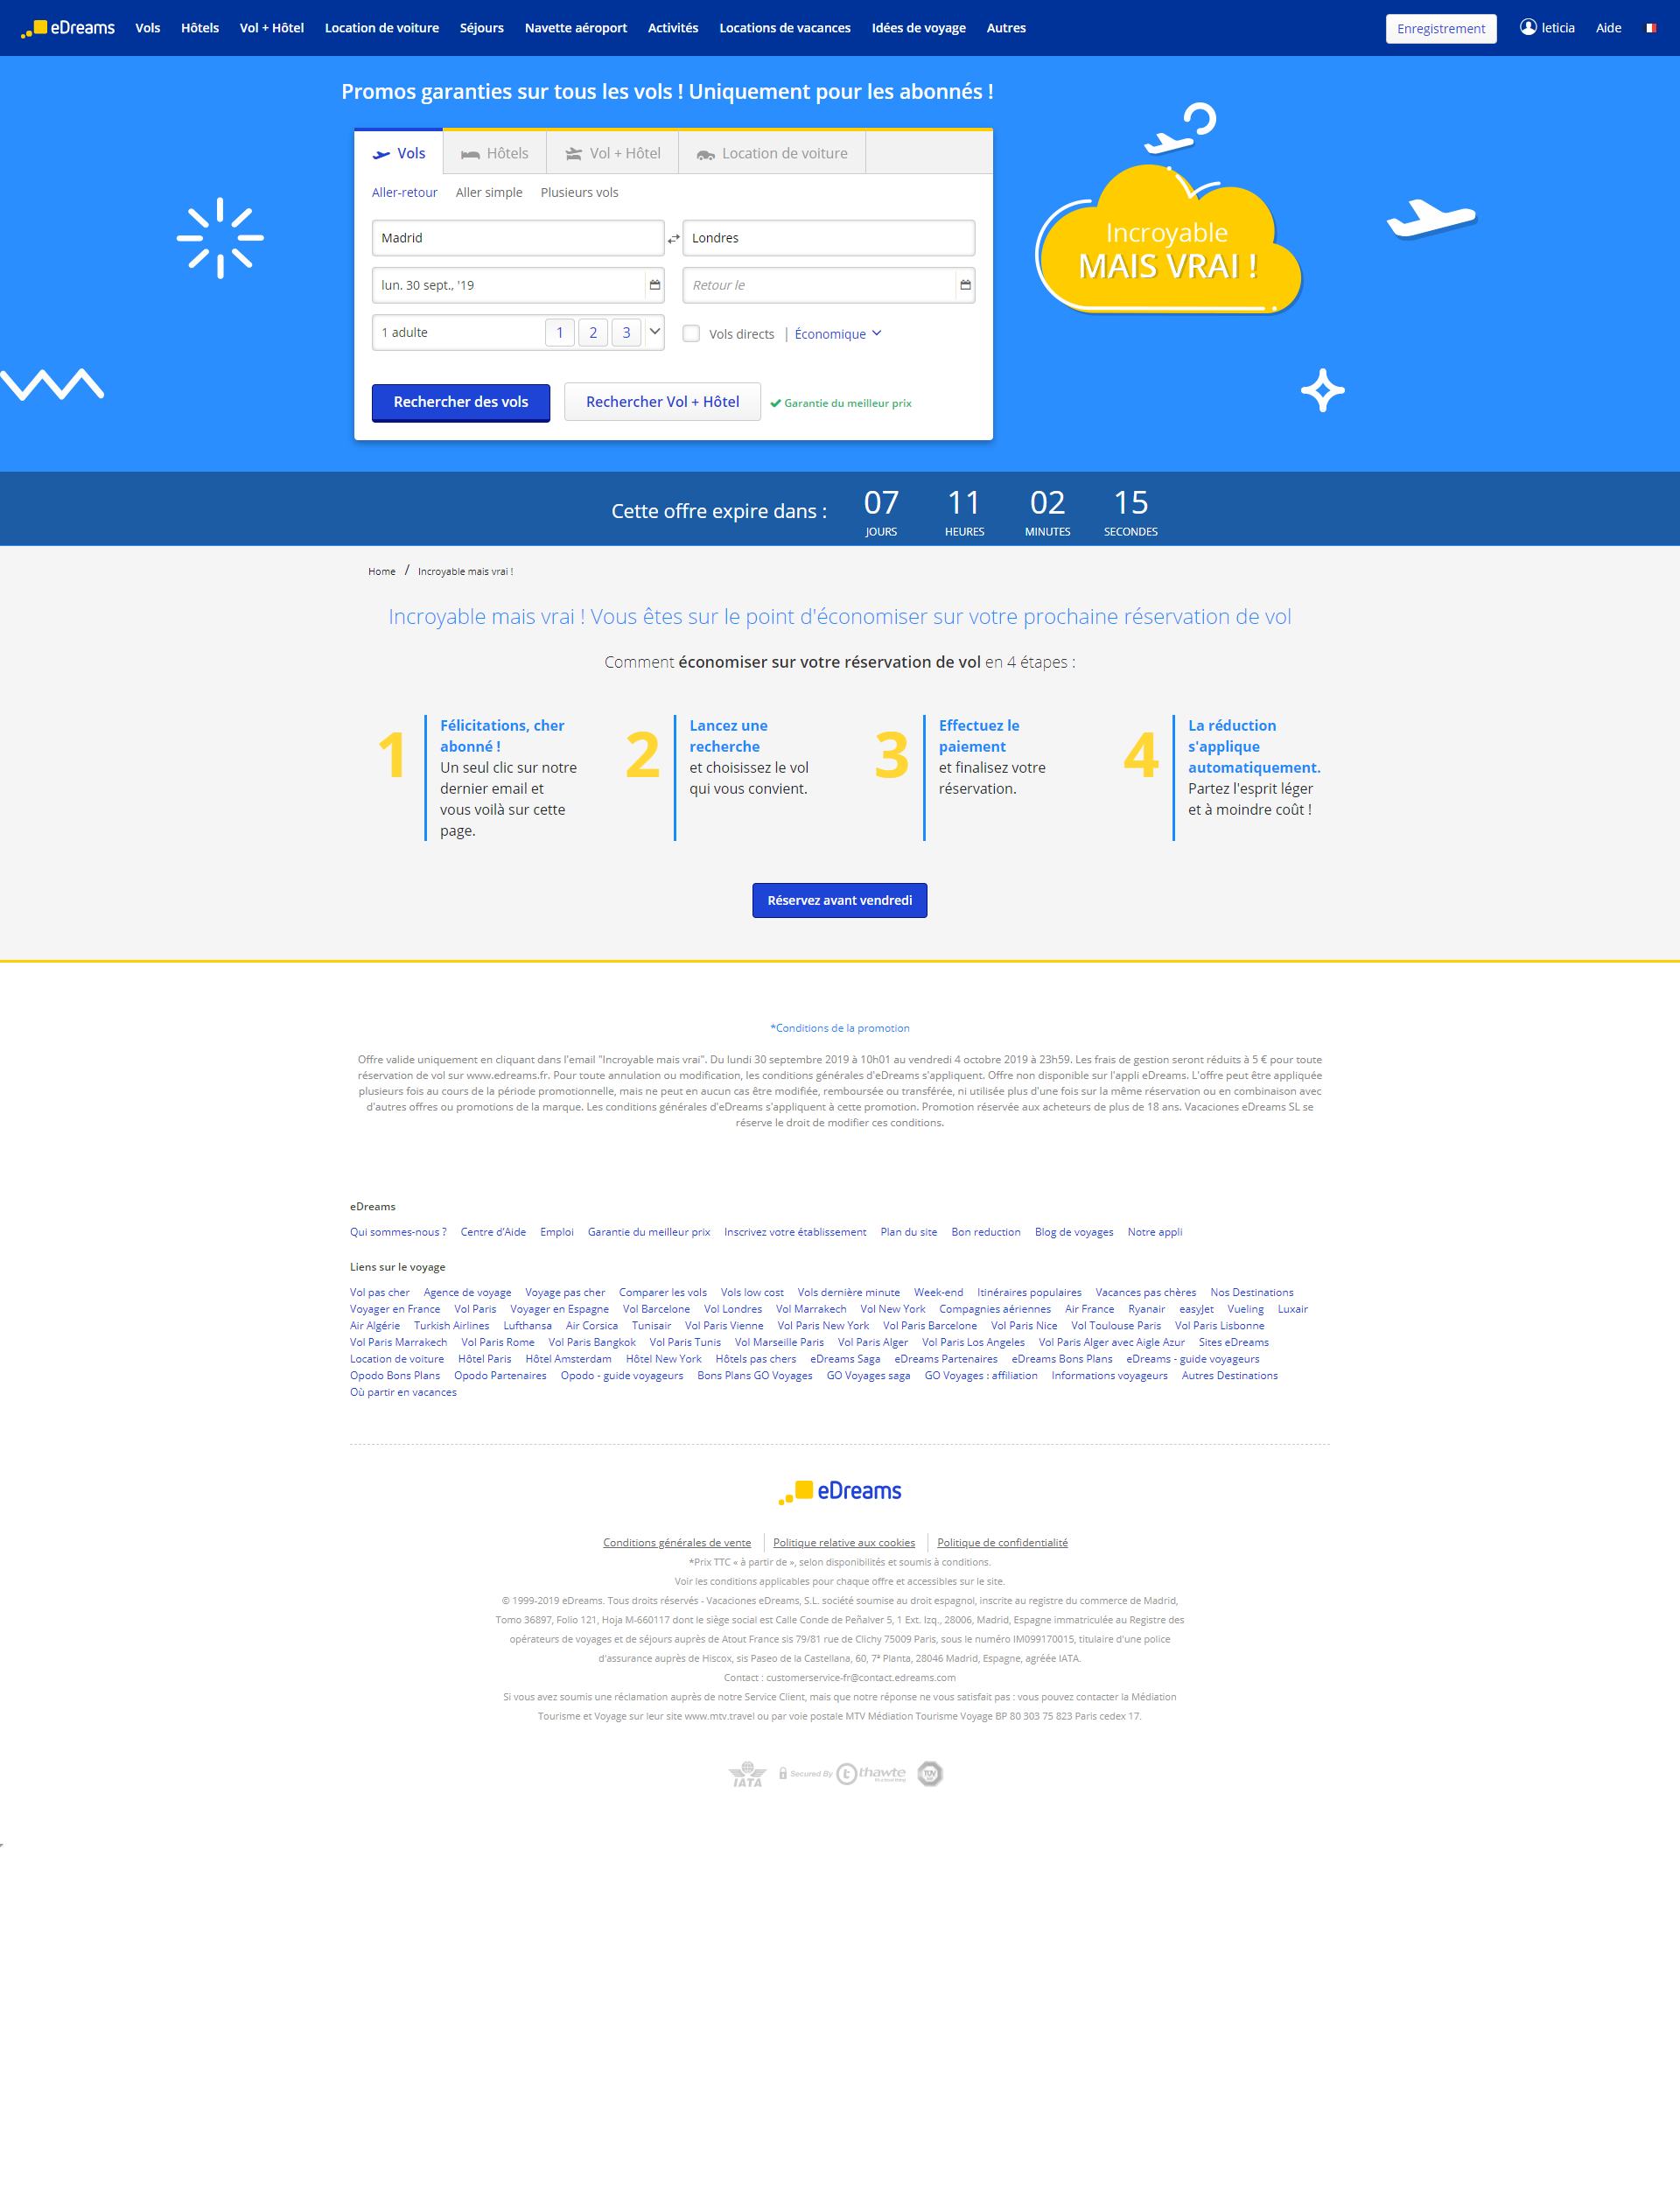 eDreams Vols Hôtels Vol + Hôtel Location de voiture Séjours Navette aéroport Activités Locations de vacances Idées de voyage Autres Enregistrement leticia Aide
Promos garanties sur tous les vols ! Uniquement pour les abonnés !
Vols Hôtels Vol + Hôtel Location de voiture
Aller-retour Aller simple Plusieurs vols
Madrid Londres
lun. 30 sept., '19 Retour le
1 adulte 1 2 3 Vols directs | Économique
Rechercher des vols Rechercher Vol + Hôtel Garantie du meilleur prix
Incroyable
MAIS VRAI !
Cette offre expire dans : 07 11 02 15
JOURS HEURES MINUTES SECONDES
Home / Incroyable mais vrai !
Incroyable mais vrai ! Vous êtes sur le point d'économiser sur votre prochaine réservation de vol
Comment économiser sur votre réservation de vol en 4 étapes :
1
Félicitations, cher
abonné !
Un seul clic sur notre
dernier email et
vous voilà sur cette
page.
2
Lancez une
recherche
et choisissez le vol
qui vous convient.
3
Effectuez le
paiement
et finalisez votre
réservation.
4
La réduction
s'applique
automatiquement.
Partez l'esprit léger
et à moindre coût !
Réservez avant vendredi
*Conditions de la promotion
Offre valide uniquement en cliquant dans l'email "Incroyable mais vrai". Du lundi 30 septembre 2019 à 10h01 au vendredi 4 octobre 2019 à 23h59. Les frais de gestion seront réduits à 5 € pour toute
réservation de vol sur www.edreams.fr. Pour toute annulation ou modification, les conditions générales d'eDreams s'appliquent. Offre non disponible sur l'appli eDreams. L'offre peut être appliquée
plusieurs fois au cours de la période promotionnelle, mais ne peut en aucun cas être modifiée, remboursée ou transférée, ni utilisée plus d'une fois sur la même réservation ou en combinaison avec
d'autres offres ou promotions de la marque. Les conditions générales d'eDreams s'appliquent à cette promotion. Promotion réservée aux acheteurs de plus de 18 ans. Vacaciones eDreams SL se
réserve le droit de modifier ces conditions.
eDreams
Qui sommes-nous ? Centre d'Aide Emploi Garantie du meilleur prix Inscrivez votre établissement Plan du site Bon reduction Blog de voyages Notre appli
Liens sur le voyage
Vol pas cher Agence de voyage Voyage pas cher Comparer les vols Vols low cost Vols dernière minute Week-end Itinéraires populaires Vacances pas chères Nos Destinations
Voyager en France Vol Paris Voyager en Espagne Vol Barcelone Vol Londres Vol Marrakech Vol New York Compagnies aériennes Air France Ryanair easyJet Vueling Luxair
Air Algérie Turkish Airlines Lufthansa Air Corsica Tunisair Vol Paris Vienne Vol Paris New York Vol Paris Barcelone Vol Paris Nice Vol Toulouse Paris Vol Paris Lisbonne
Vol Paris Marrakech Vol Paris Rome Vol Paris Bangkok Vol Paris Tunis Vol Marseille Paris Vol Paris Alger Vol Paris Los Angeles Vol Paris Alger avec Aigle Azur Sites eDreams
Location de voiture Hôtel Paris Hôtel Amsterdam Hôtel New York Hôtels pas chers eDreams Saga eDreams Partenaires eDreams Bons Plans eDreams - guide voyageurs
Opodo Bons Plans Opodo Partenaires Opodo - guide voyageurs Bons Plans GO Voyages GO Voyages saga GO Voyages : affiliation Informations voyageurs Autres Destinations
Où partir en vacances
eDreams
Conditions générales de vente Politique relative aux cookies Politique de confidentialité
*Prix TTC « à partir de », selon disponibilités et soumis à conditions.
Voir les conditions applicables pour chaque offre et accessibles sur le site.
© 1999-2019 eDreams. Tous droits réservés - Vacaciones eDreams, S.L. société soumise au droit espagnol, inscrite au registre du commerce de Madrid,
Tomo 36897, Folio 121, Hoja M-660117 dont le siège social est Calle Conde de Peñalver 5, 1 Ext. Izq., 28006, Madrid, Espagne immatriculée au Registre des
opérateurs de voyages et de séjours auprès de Atout France sis 79/81 rue de Clichy 75009 Paris, sous le numéro IM099170015, titulaire d'une police
d'assurance auprès de Hiscox, sis Paseo de la Castellana, 60, 7ª Planta, 28046 Madrid, Espagne, agréée IATA.
Contact : customerservice-fr@contact.edreams.com
Si vous avez soumis une réclamation auprès de notre Service Client, mais que notre réponse ne vous satisfait pas : vous pouvez contacter la Médiation
Tourisme et Voyage sur leur site www.mtv.travel ou par voie postale MTV Médiation Tourisme Voyage BP 80 303 75 823 Paris cedex 17.
IATA Secured By thawte TÜV